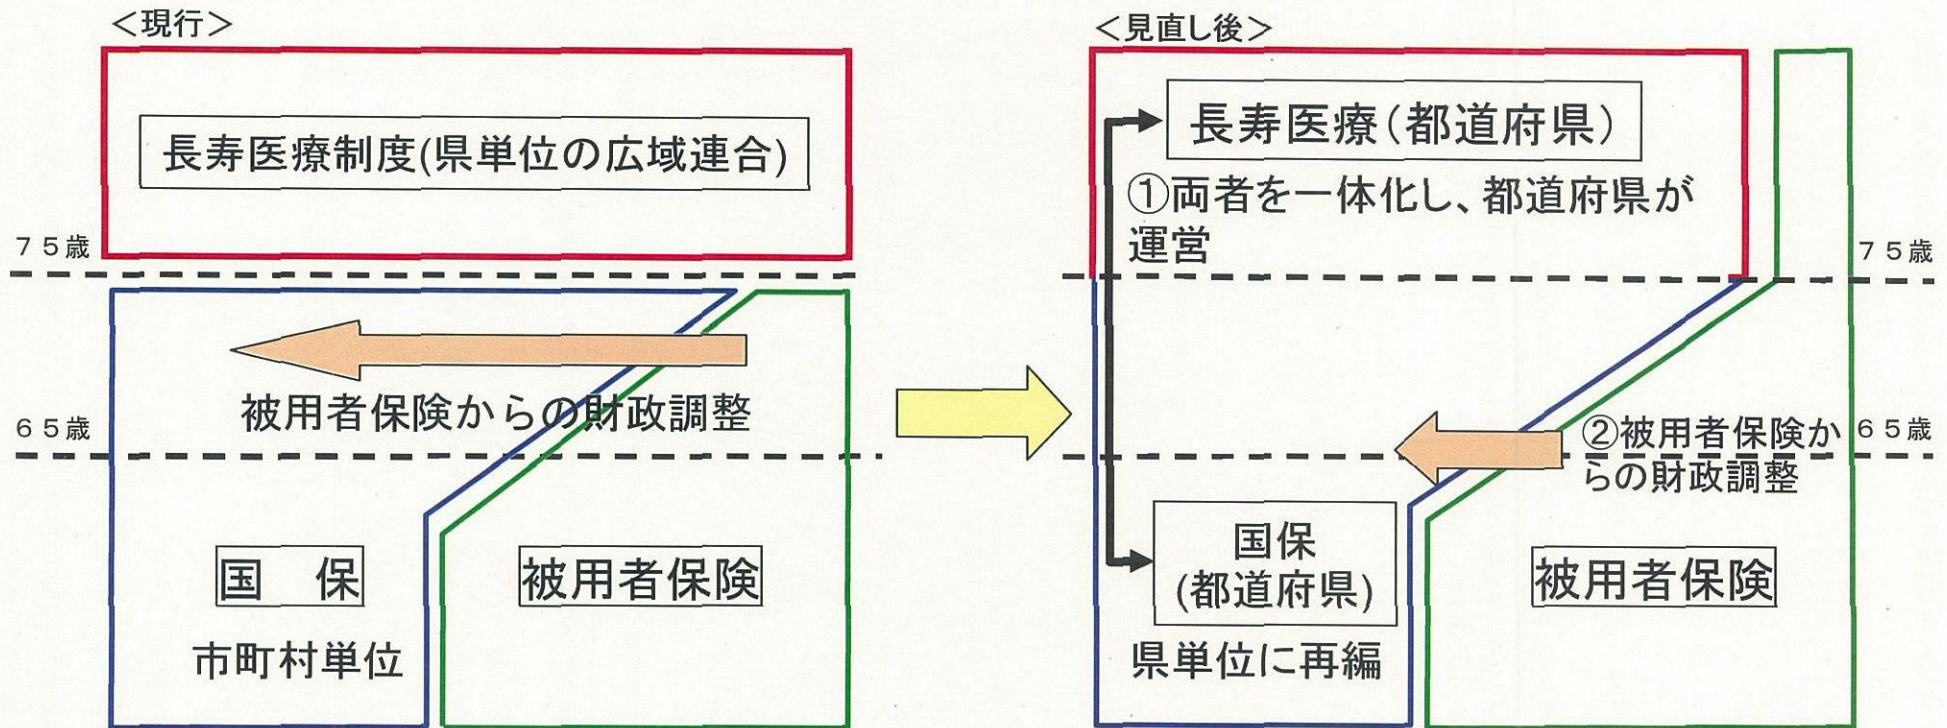 ＜現行＞
長寿医療制度(県単位の広域連合)
７５歳
被用者保険からの財政調整
６５歳
国　保
被用者保険
市町村単位
＜見直し後＞
長寿医療(都道府県)
①両者を一体化し、都道府県が
運営
７５歳
６５歳
②被用者保険か
らの財政調整
国保
(都道府県)
被用者保険
県単位に再編